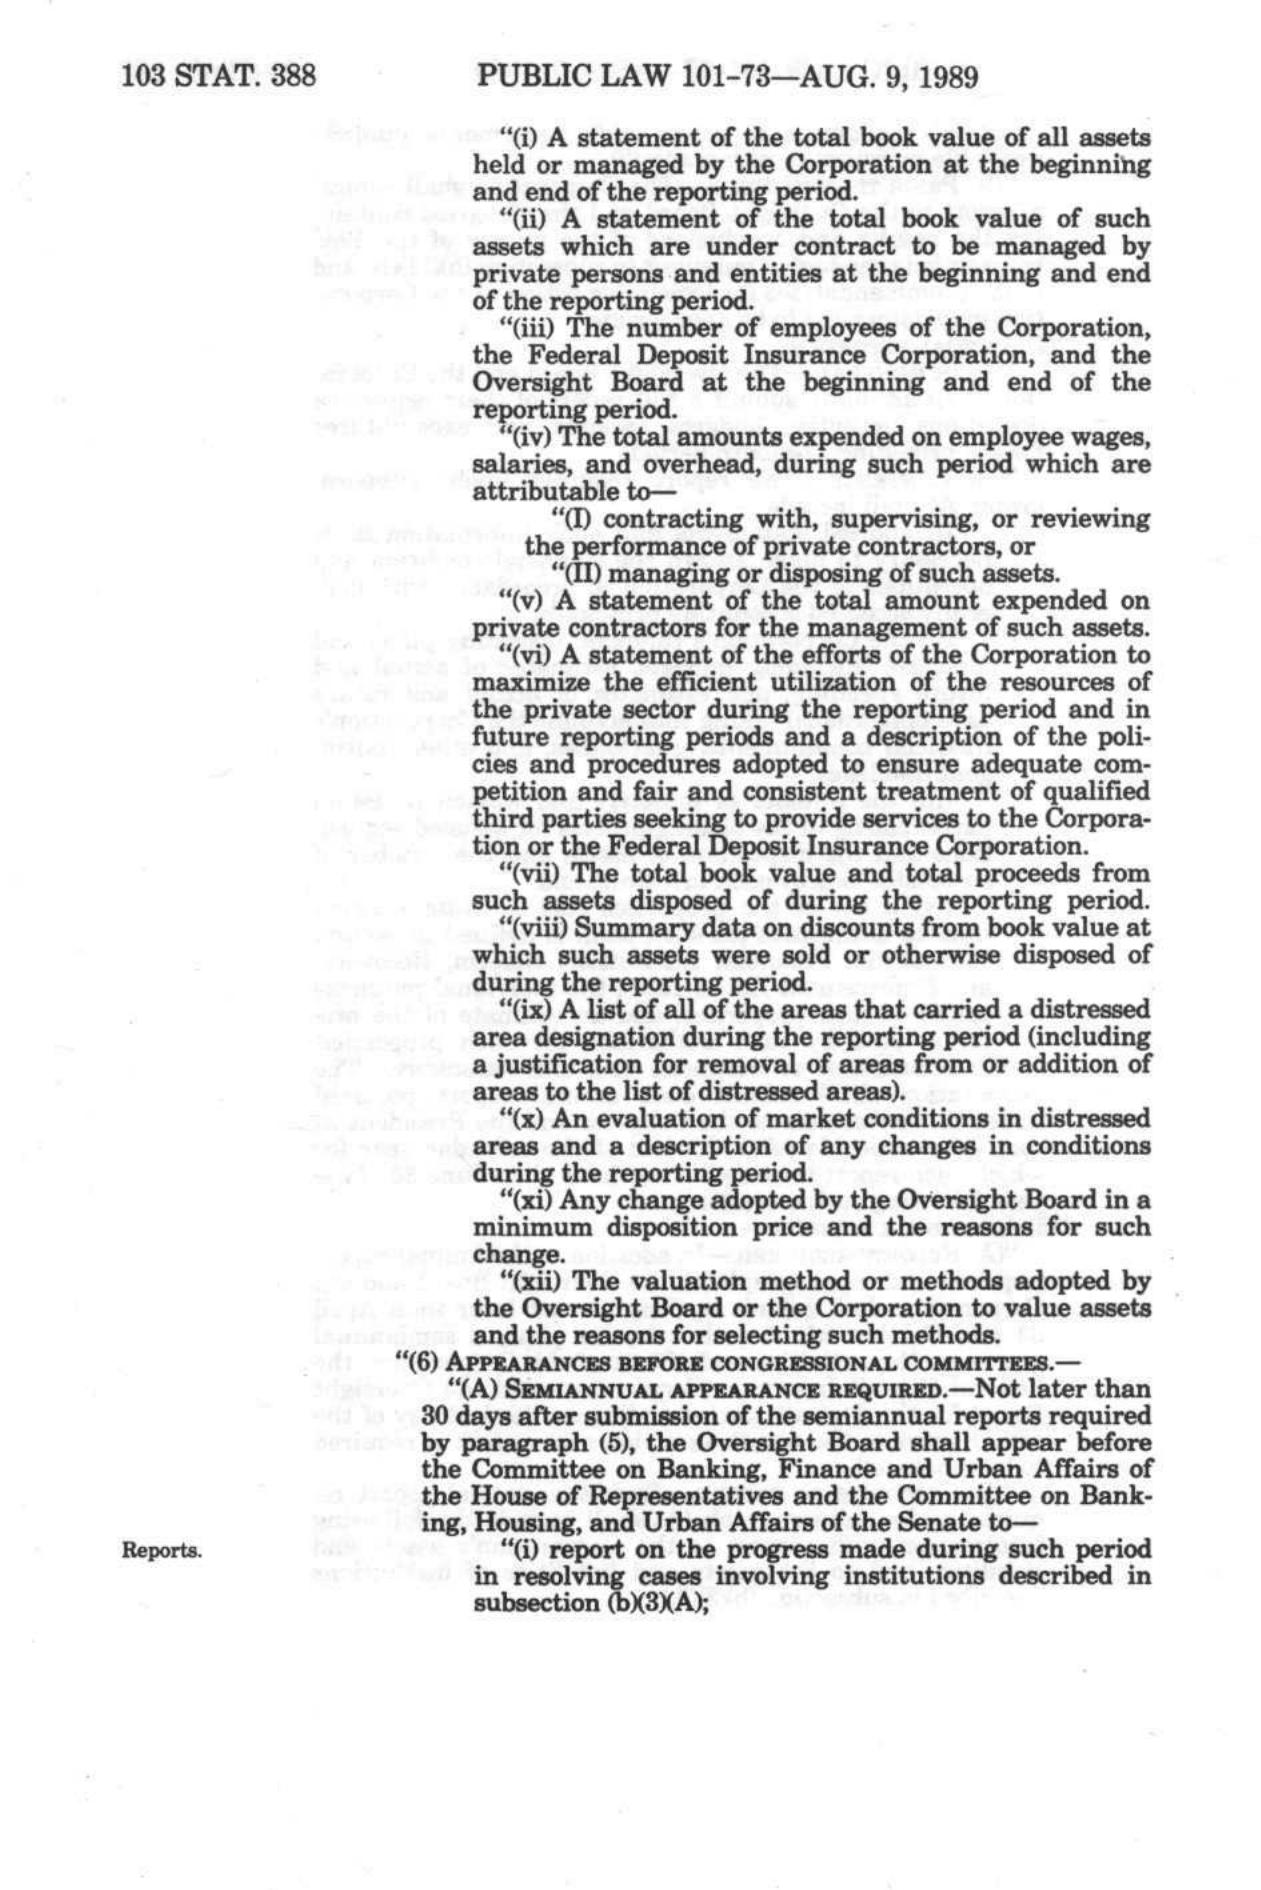 103 STAT. 388 PUBLIC LAW 101-73—AUG. 9, 1989
“(i) A statement of the total book value of all assets
held or managed by the Corporation at the beginning
and end of the reporting period.
“(ii) A statement of the total book value of such
assets which are under contract to be managed by
private persons and entities at the beginning and end
of the reporting period.
“(iii) The number of employees of the Corporation,
the Federal Deposit Insurance Corporation, and the
Oversight Board at the beginning and end of the
reporting period.
“(iv) The total amounts expended on employee wages,
salaries, and overhead, during such period which are
attributable to—
“(I) contracting with, supervising, or reviewing
the performance of private contractors, or
“(II) managing or disposing of such assets.
“(v) A statement of the total amount expended on
private contractors for the management of such assets.
“(vi) A statement of the efforts of the Corporation to
maximize the efficient utilization of the resources of
the private sector during the reporting period and in
future reporting periods and a description of the poli-
cies and procedures adopted to ensure adequate com-
petition and fair and consistent treatment of qualified
third parties seeking to provide services to the Corpora-
tion or the Federal Deposit Insurance Corporation.
“(vii) The total book value and total proceeds from
such assets disposed of during the reporting period.
“(viii) Summary data on discounts from book value at
which such assets were sold or otherwise disposed of
during the reporting period.
“(ix) A list of all of the areas that carried a distressed
area designation during the reporting period (including
a justification for removal of areas from or addition of
areas to the list of distressed areas).
“(x) An evaluation of market conditions in distressed
areas and a description of any changes in conditions
during the reporting period.
“(xi) Any change adopted by the Oversight Board in a
minimum disposition price and the reasons for such
change.
“(xii) The valuation method or methods adopted by
the Oversight Board or the Corporation to value assets
and the reasons for selecting such methods.
“(6) APPEARANCES BEFORE CONGRESSIONAL COMMITTEES.—
“(A) SEMIANNUAL APPEARANCE REQUIRED.—Not later than
30 days after submission of the semiannual reports required
by paragraph (5), the Oversight Board shall appear before
the Committee on Banking, Finance and Urban Affairs of
the House of Representatives and the Committee on Bank-
ing, Housing, and Urban Affairs of the Senate to—
Reports. “(i) report on the progress made during such period
in resolving cases involving institutions described in
subsection (b)(3)(A);